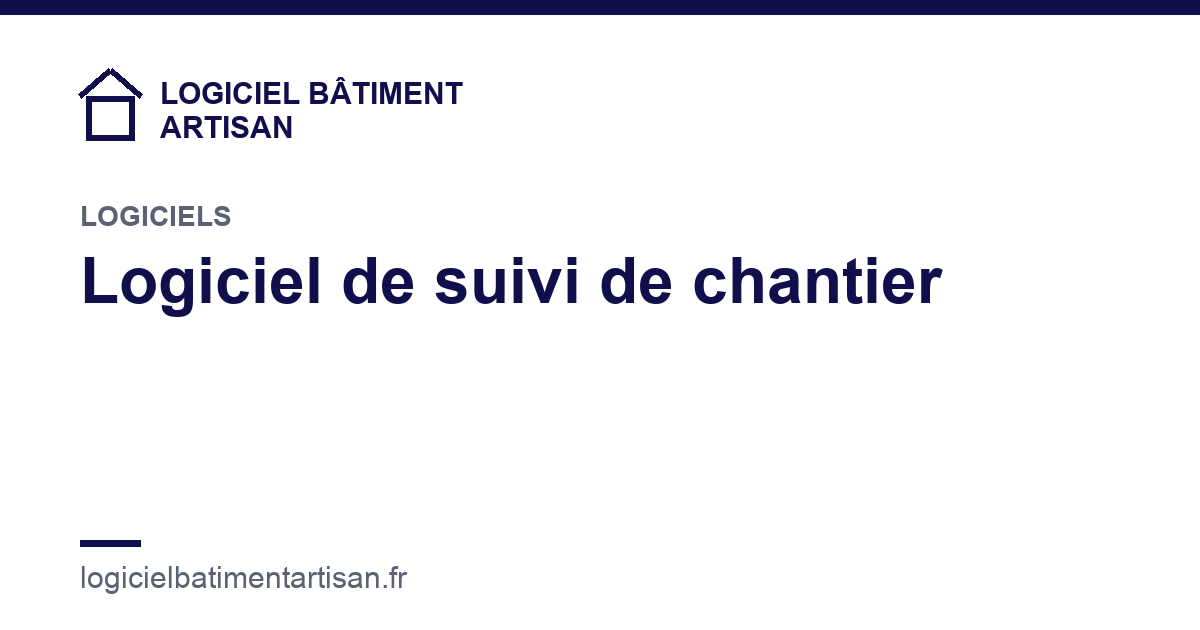 LOGICIEL BÂTIMENT
ARTISAN
LOGICIELS
Logiciel de suivi de chantier
logicielbatimentartisan.fr